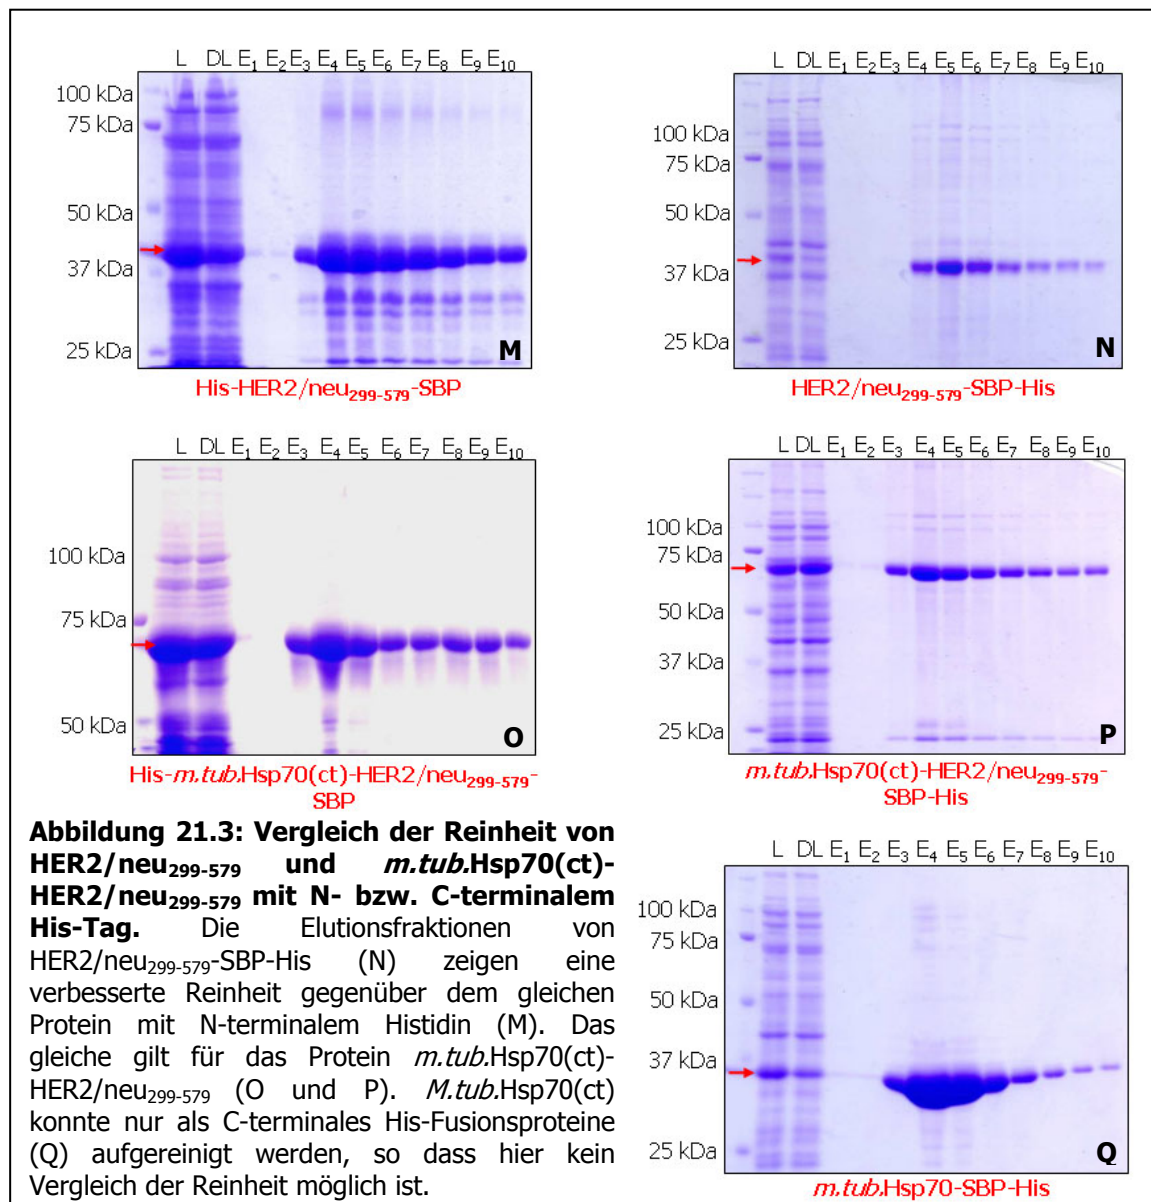 L DL E₁ E₂ E₃ E₄ E₅ E₆ E₇ E₈ E₉ E₁₀
100 kDa
75 kDa
50 kDa
37 kDa
25 kDa
M
His-HER2/neu₂₉₉₋₅₇₉-SBP
L DL E₁ E₂ E₃ E₄ E₅ E₆ E₇ E₈ E₉ E₁₀
100 kDa
75 kDa
50 kDa
37 kDa
25 kDa
N
HER2/neu₂₉₉₋₅₇₉-SBP-His
L DL E₁ E₂ E₃ E₄ E₅ E₆ E₇ E₈ E₉ E₁₀
100 kDa
75 kDa
50 kDa
O
His-m.tub.Hsp70(ct)-HER2/neu₂₉₉₋₅₇₉-
SBP
L DL E₁ E₂ E₃ E₄ E₅ E₆ E₇ E₈ E₉ E₁₀
100 kDa
75 kDa
50 kDa
37 kDa
25 kDa
P
m.tub.Hsp70(ct)-HER2/neu₂₉₉₋₅₇₉-
SBP-His
Abbildung 21.3: Vergleich der Reinheit von
HER2/neu₂₉₉₋₅₇₉ und m.tub.Hsp70(ct)-
HER2/neu₂₉₉₋₅₇₉ mit N- bzw. C-terminalem
His-Tag. Die Elutionsfraktionen von
HER2/neu₂₉₉₋₅₇₉-SBP-His (N) zeigen eine
verbesserte Reinheit gegenüber dem gleichen
Protein mit N-terminalem Histidin (M). Das
gleiche gilt für das Protein m.tub.Hsp70(ct)-
HER2/neu₂₉₉₋₅₇₉ (O und P). M.tub.Hsp70(ct)
konnte nur als C-terminales His-Fusionsproteine
(Q) aufgereinigt werden, so dass hier kein
Vergleich der Reinheit möglich ist.
L DL E₁ E₂ E₃ E₄ E₅ E₆ E₇ E₈ E₉ E₁₀
100 kDa
75 kDa
50 kDa
37 kDa
25 kDa
Q
m.tub.Hsp70-SBP-His